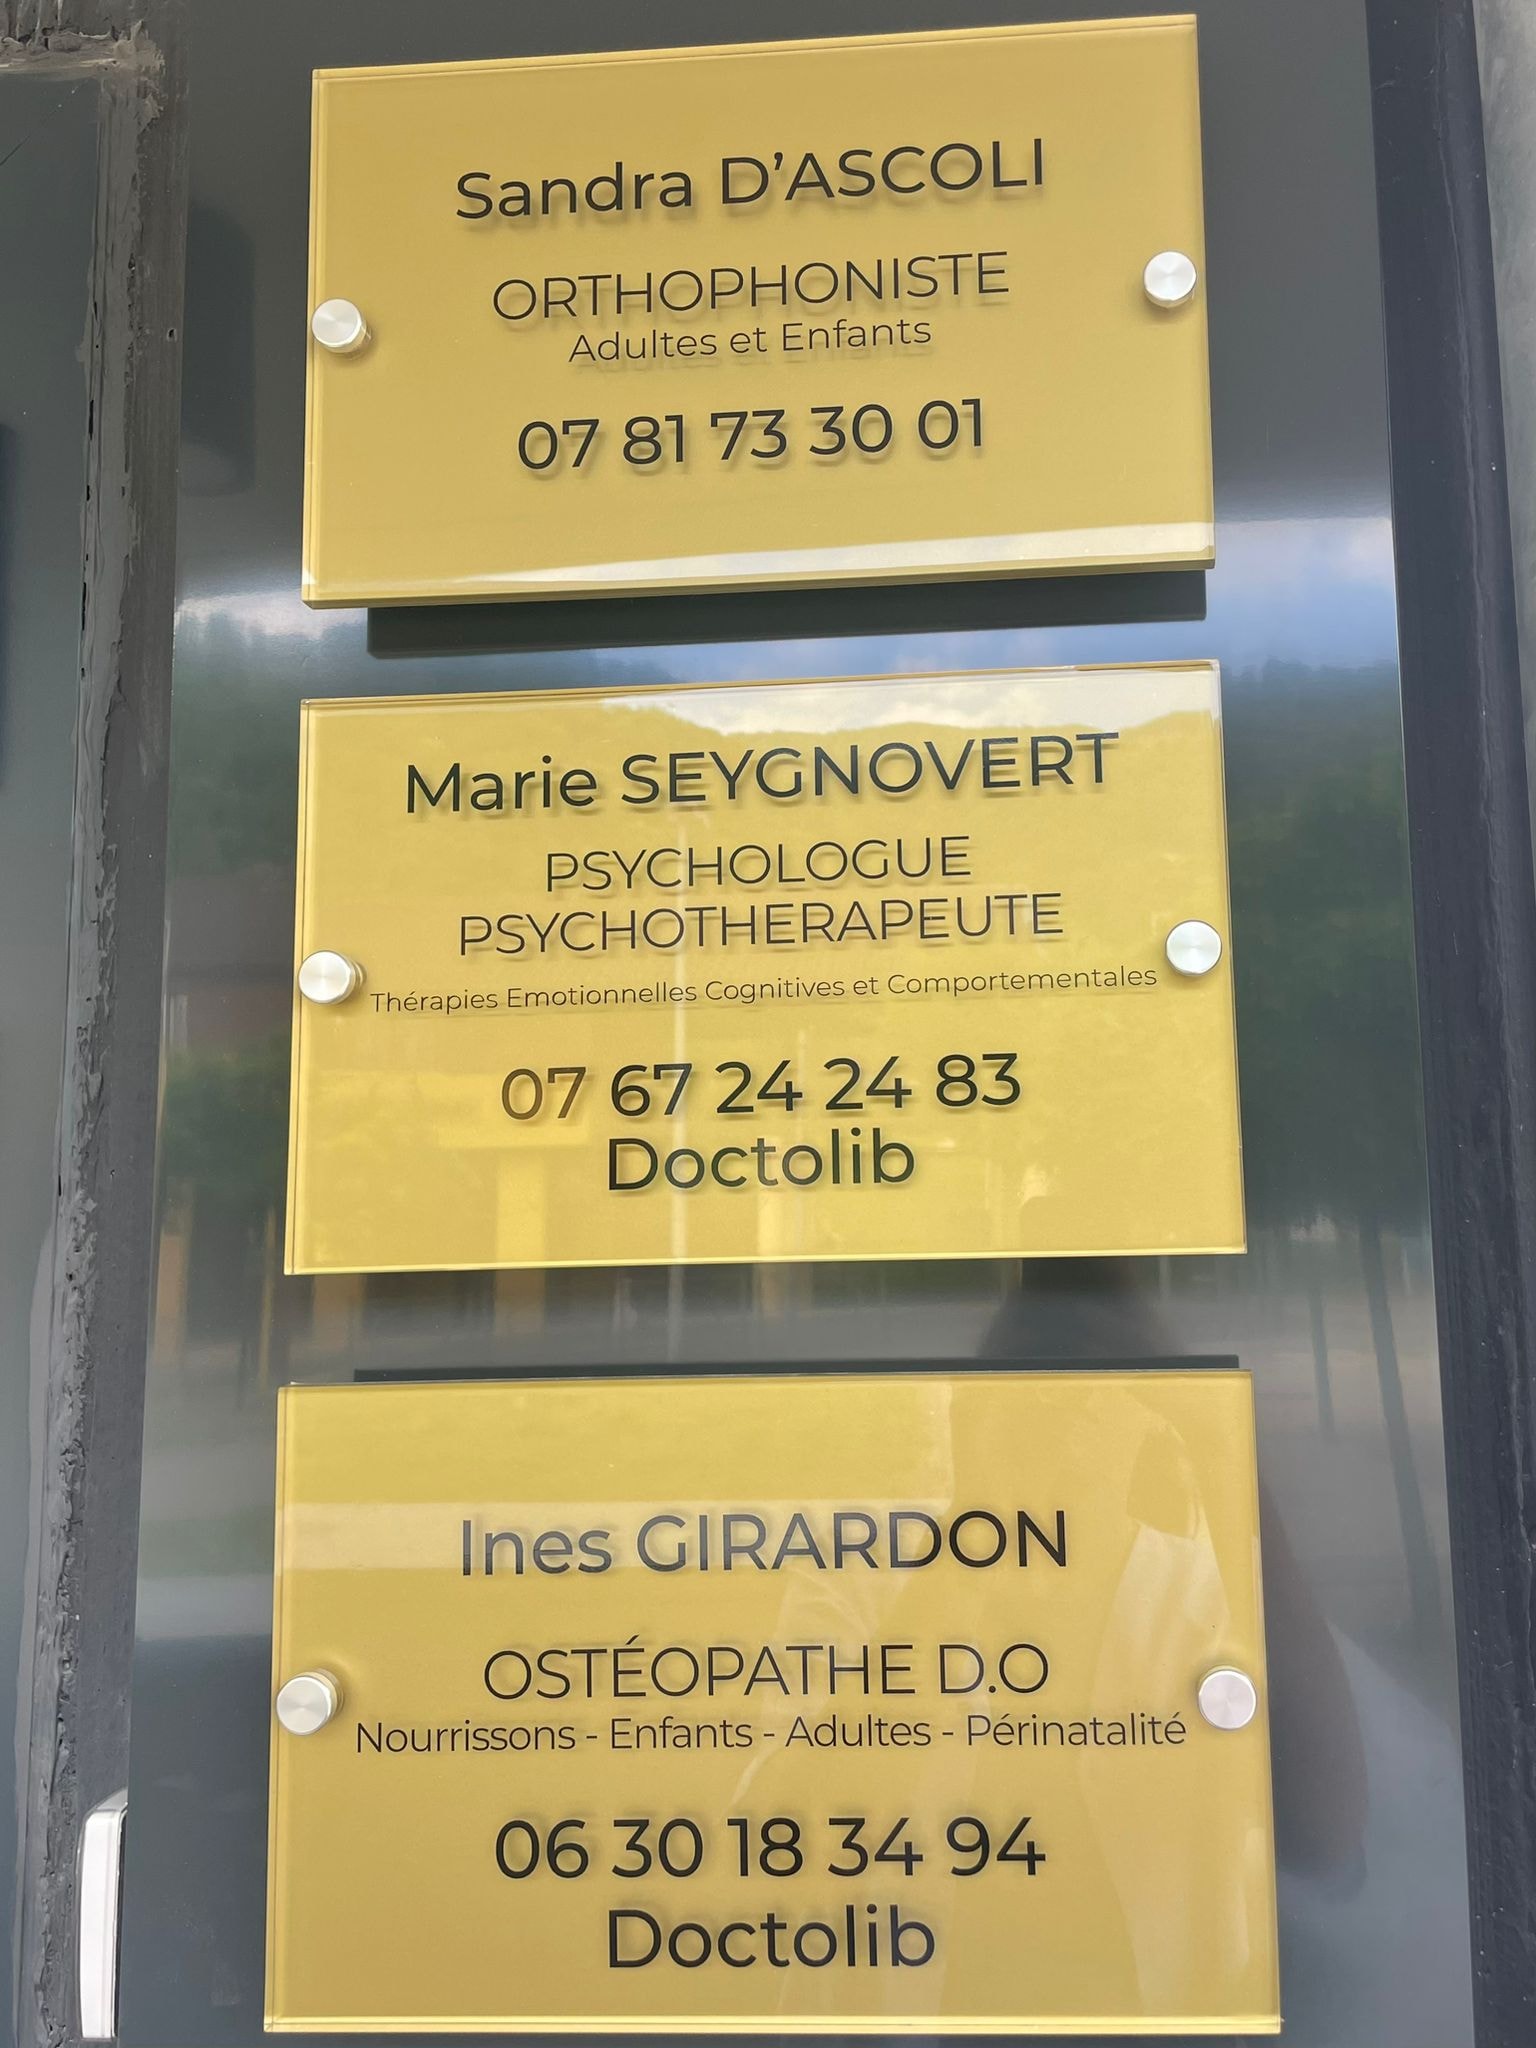 Sandra D'ASCOLI
ORTHOPHONISTE
Adultes et Enfants
07 81 73 30 01
Marie SEYGNOVERT
PSYCHOLOGUE
PSYCHOTHERAPEUTE
Thérapies Emotionnelles Cognitives et Comportementales
07 67 24 24 83
Doctolib
Ines GIRARDON
OSTÉOPATHE D.O
Nourrissons - Enfants - Adultes - Périnatalité
06 30 18 34 94
Doctolib